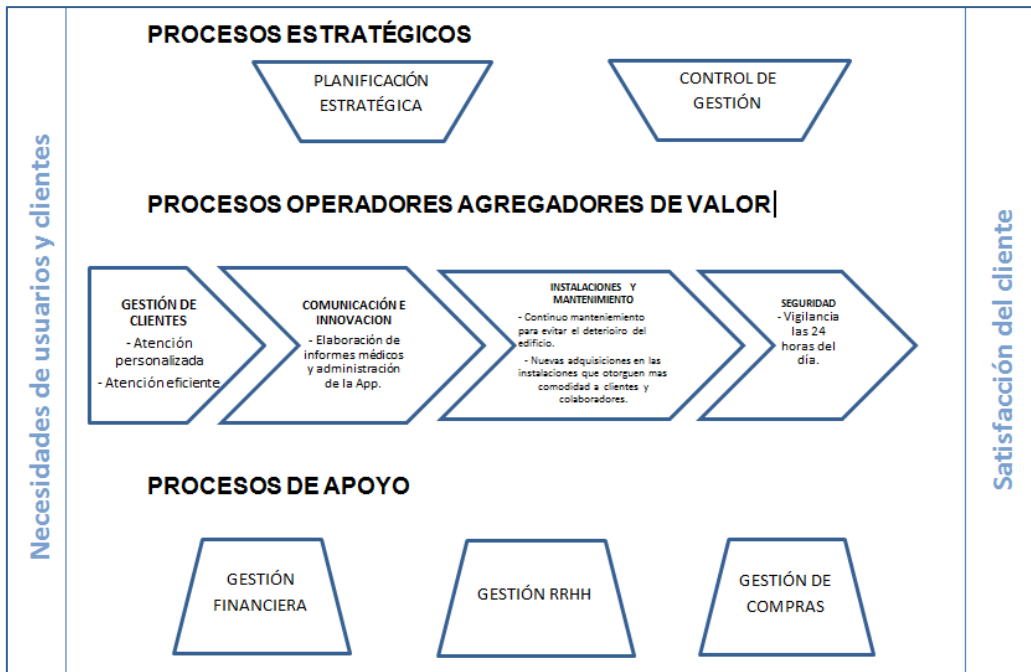 Necesidades de usuarios y clientes
PROCESOS ESTRATÉGICOS
PLANIFICACIÓN
ESTRATÉGICA
CONTROL DE
GESTIÓN
PROCESOS OPERADORES AGREGADORES DE VALOR
GESTIÓN DE
CLIENTES
- Atención
personalizada
- Atención eficiente
COMUNICACIÓN E
INNOVACION
- Elaboración de
informes médicos
y administración
de la App.
INSTALACIONES Y
MANTENIMIENTO
- Continuo manteniemiento
para evitar el deterioiro del
edificio.
- Nuevas adquisiciones en las
instalaciones que otorguen mas
comodidad a clientes y
colaboradores.
SEGURIDAD
- Vigilancia
las 24
horas del
día.
PROCESOS DE APOYO
GESTIÓN
FINANCIERA
GESTIÓN RRHH
GESTIÓN DE
COMPRAS
Satisfacción del cliente